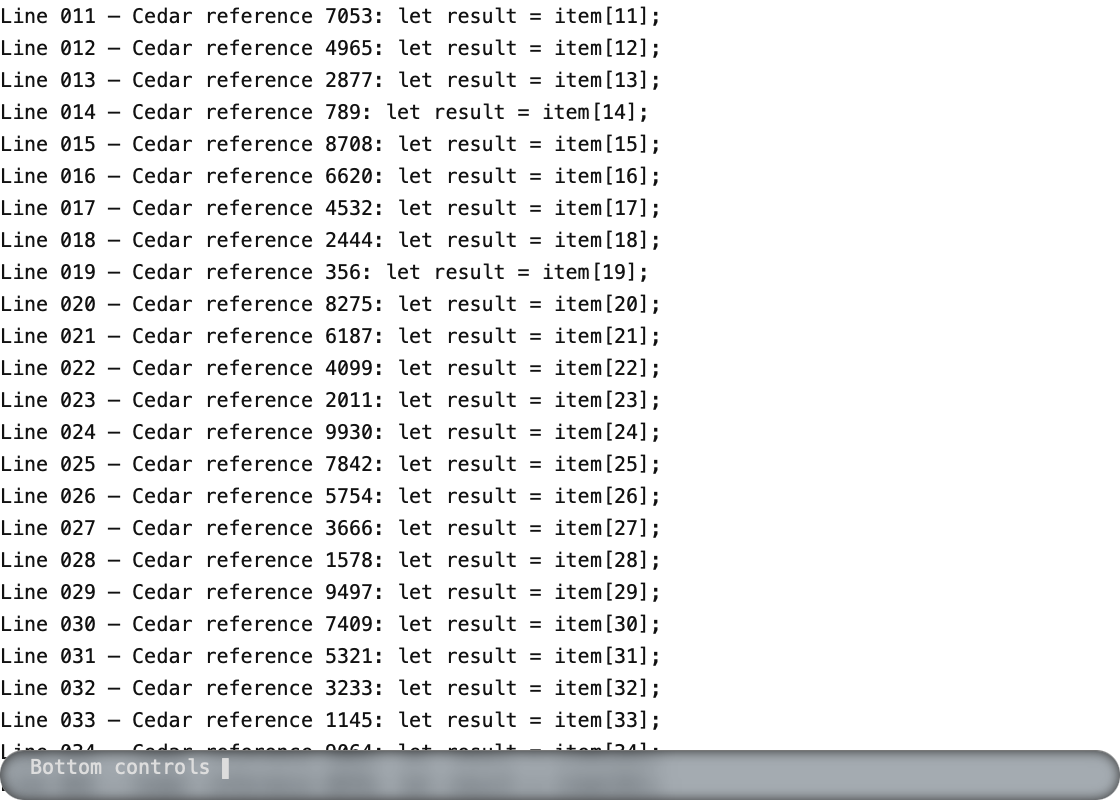 Line 011 – Cedar reference 7053: let result = item[11];
Line 012 – Cedar reference 4965: let result = item[12];
Line 013 – Cedar reference 2877: let result = item[13];
Line 014 – Cedar reference 789: let result = item[14];
Line 015 – Cedar reference 8708: let result = item[15];
Line 016 – Cedar reference 6620: let result = item[16];
Line 017 – Cedar reference 4532: let result = item[17];
Line 018 – Cedar reference 2444: let result = item[18];
Line 019 – Cedar reference 356: let result = item[19];
Line 020 – Cedar reference 8275: let result = item[20];
Line 021 – Cedar reference 6187: let result = item[21];
Line 022 – Cedar reference 4099: let result = item[22];
Line 023 – Cedar reference 2011: let result = item[23];
Line 024 – Cedar reference 9930: let result = item[24];
Line 025 – Cedar reference 7842: let result = item[25];
Line 026 – Cedar reference 5754: let result = item[26];
Line 027 – Cedar reference 3666: let result = item[27];
Line 028 – Cedar reference 1578: let result = item[28];
Line 029 – Cedar reference 9497: let result = item[29];
Line 030 – Cedar reference 7409: let result = item[30];
Line 031 – Cedar reference 5321: let result = item[31];
Line 032 – Cedar reference 3233: let result = item[32];
Line 033 – Cedar reference 1145: let result = item[33];
Line 034 – Cedar reference 9064: let result = item[34];
Bottom controls